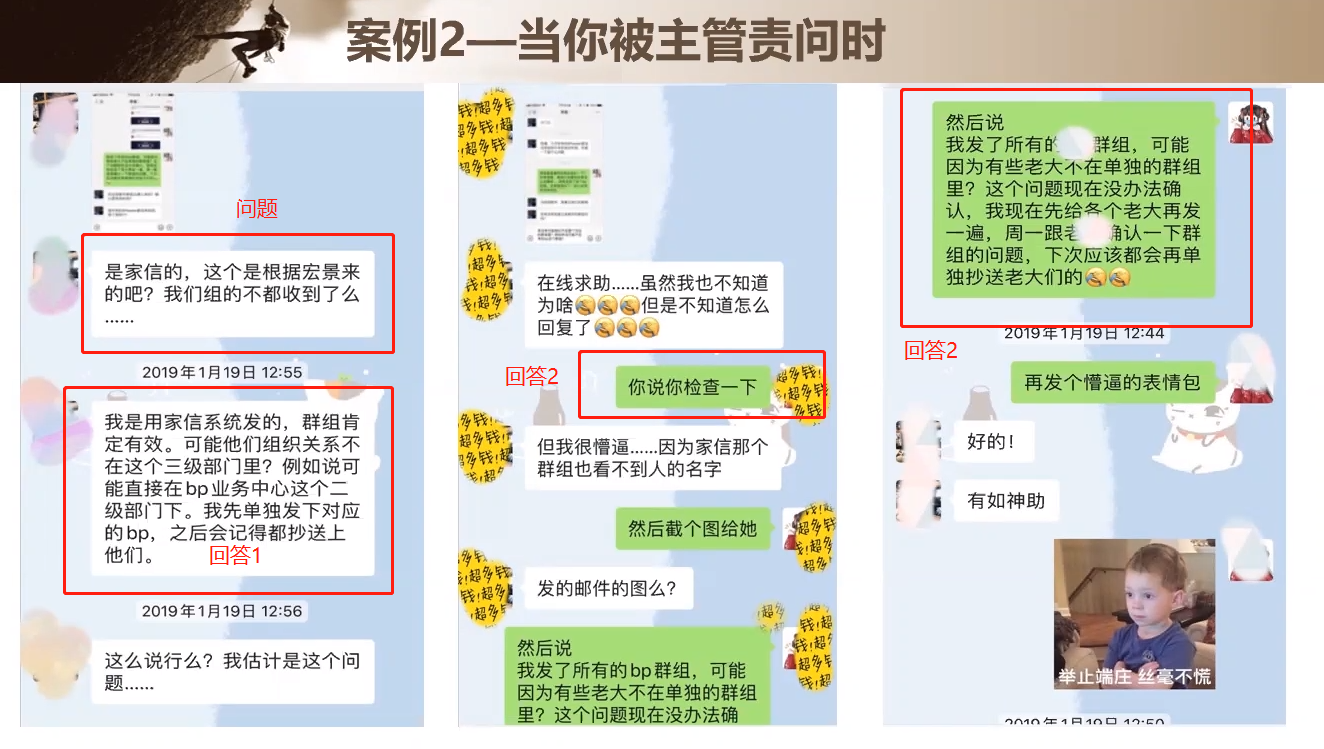 案例2—当你被主管责问时
问题
是家信的，这个是根据宏景来
的吧？我们组的不都收到了么
......
2019年1月19日 12:55
我是用家信系统发的，群组肯
定有效。可能他们组织关系不
在这个三级部门里？例如说可
能直接在bp业务中心这个二
级部门下。我先单独发下对应
的bp，之后会记得都抄送上
他们。
回答1
2019年1月19日 12:56
这么说行么？我估计是这个问
题......
在线求助......虽然我也不知道
为啥但是不知道怎么
回复了
回答2
你说你检查一下
但我很懵逼......因为家信那个
群组也看不到人的名字
然后截个图给她
发的邮件的图么？
然后说
我发了所有的bp群组，可能
因为有些老大不在单独的群组
里？这个问题现在没办法确
然后说
我发了所有的 群组，可能
因为有些老大不在单独的群组
里？这个问题现在没办法确
认，我现在先给各个老大再发
一遍，周一跟老 确认一下群
组的问题，下次应该都会再单
独抄送老大们的
2019年1月19日 12:44
回答2
再发个懵逼的表情包
好的！
有如神助
举止端庄 丝毫不慌
2019年1月19日 12:50
钱!超多钱!超多钱!